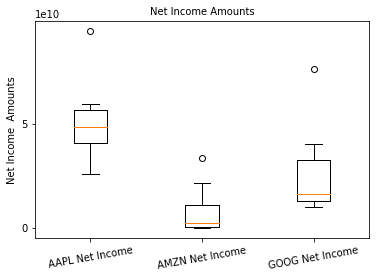 Net Income Amounts
1e10
Net Income  Amounts
5
0
AAPL Net Income
AMZN Net Income
GOOG Net Income